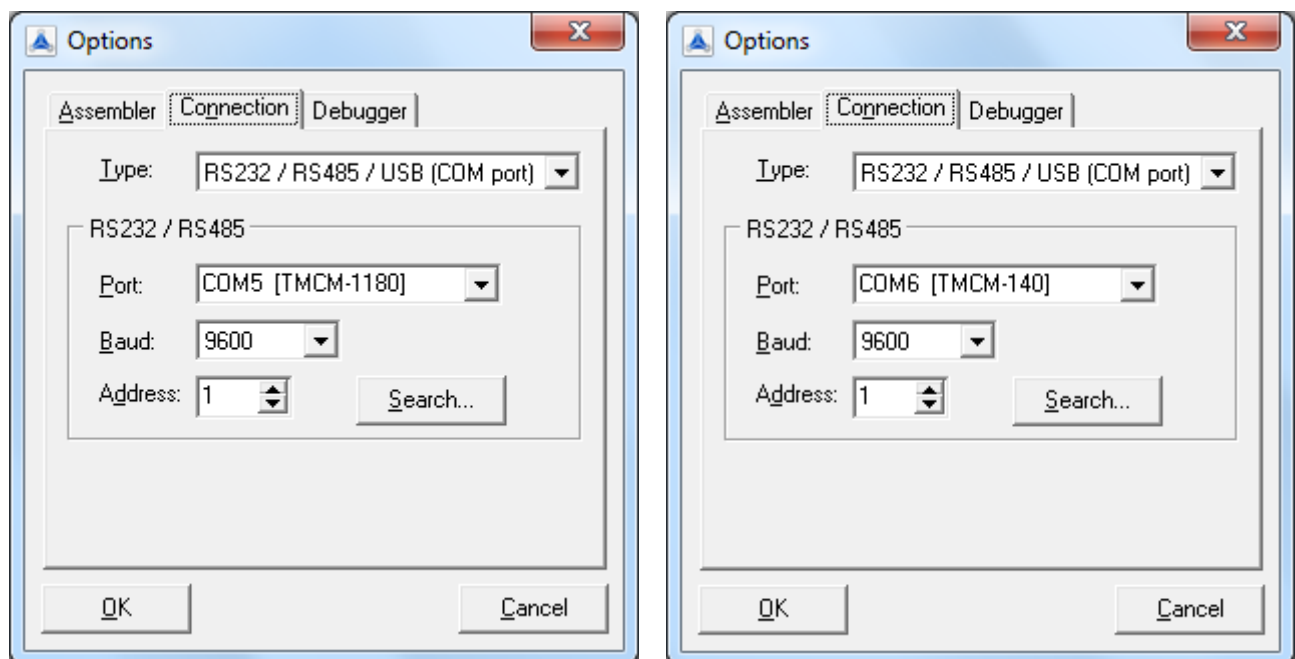 Options
Assembler Connection Debugger
Type: RS232 / RS485 / USB (COM port)
RS232 / RS485
Port: COM5 [TMCM-1180]
Baud: 9600
Address: 1 Search...
OK Cancel
Options
Assembler Connection Debugger
Type: RS232 / RS485 / USB (COM port)
RS232 / RS485
Port: COM6 [TMCM-140]
Baud: 9600
Address: 1 Search...
OK Cancel